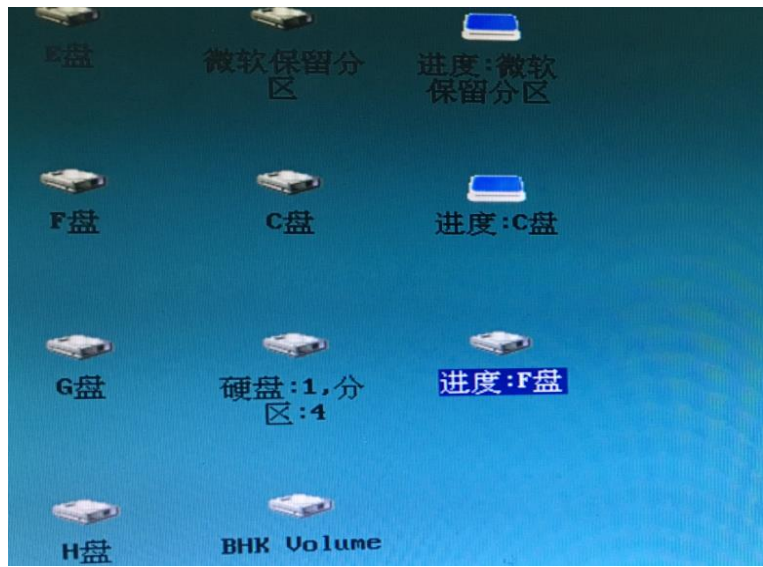 E盘
微软保留分
区
进度:微软
保留分区
F盘
C盘
进度:C盘
G盘
硬盘:1,分
区:4
进度:F盘
H盘
BHK Volume